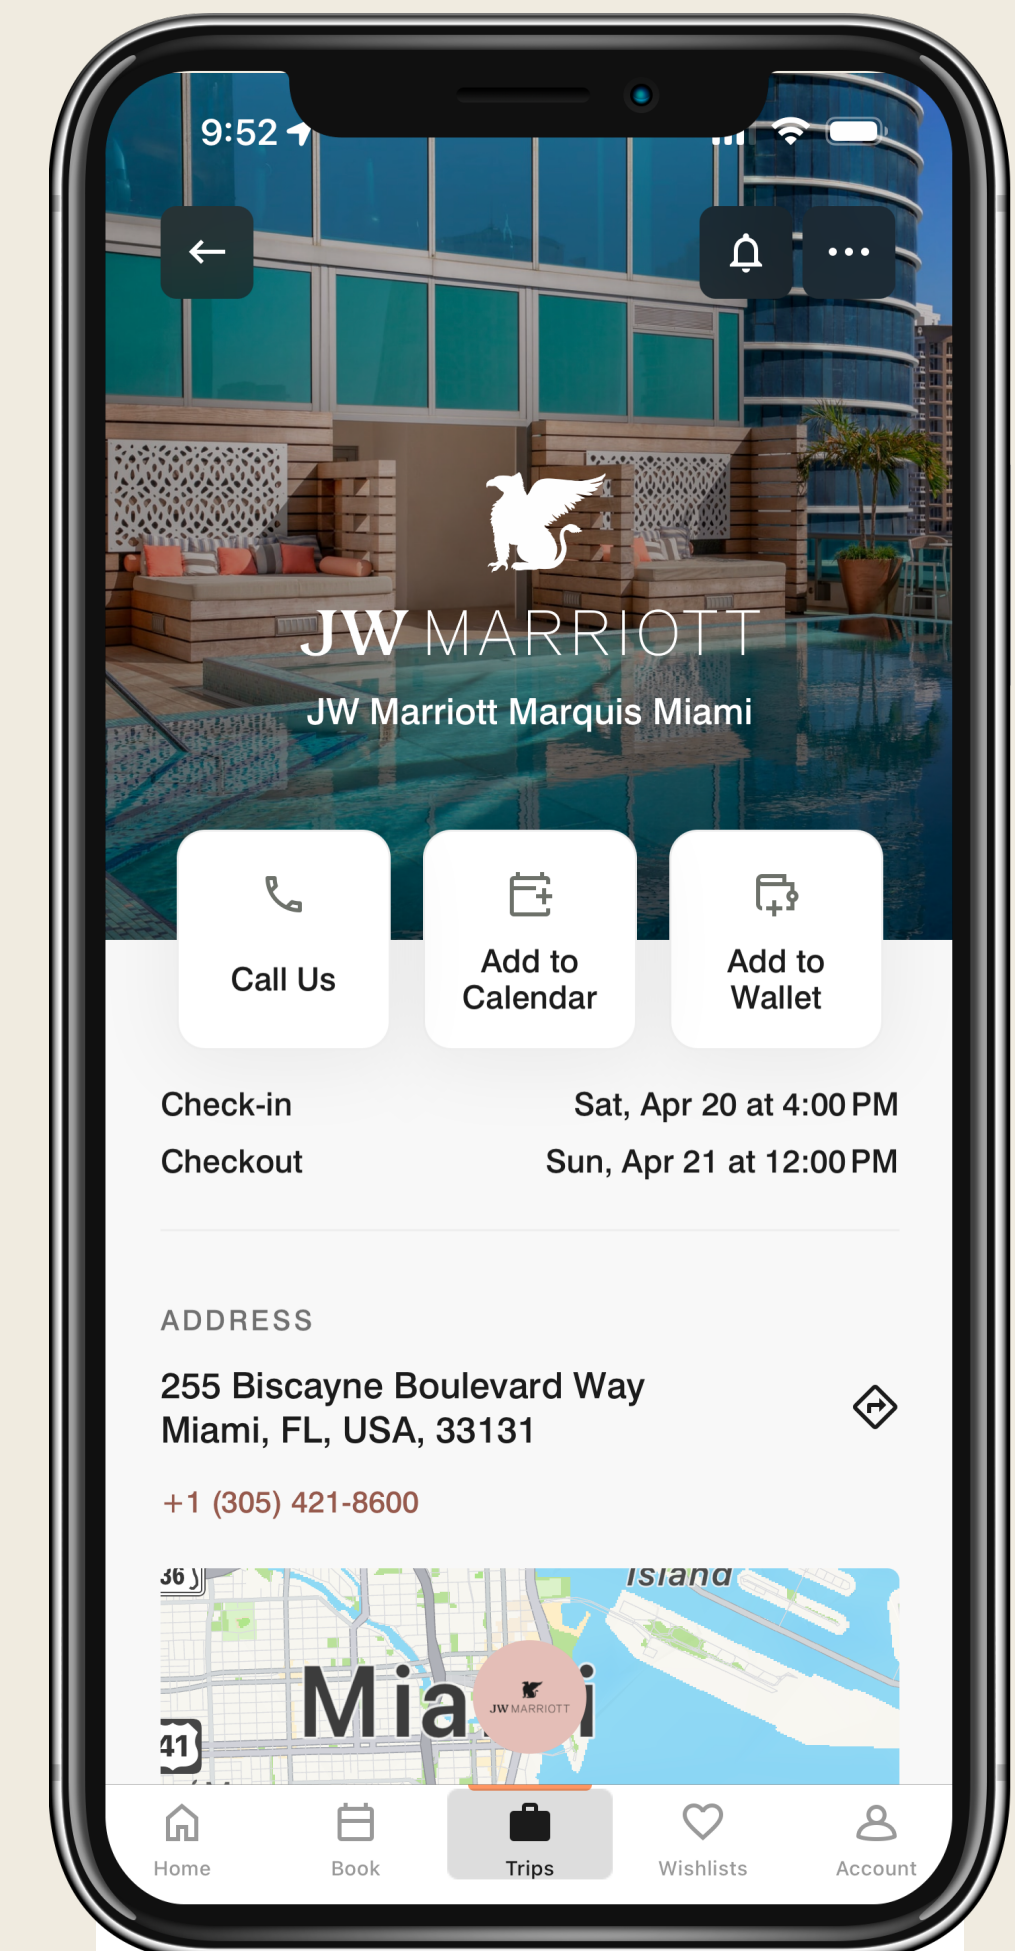 9:52
JW MARRIOTT
JW Marriott Marquis Miami
Call Us
Add to
Calendar
Add to
Wallet
Check-in
Sat, Apr 20 at 4:00 PM
Checkout
Sun, Apr 21 at 12:00 PM
ADDRESS
255 Biscayne Boulevard Way
Miami, FL, USA, 33131
+1 (305) 421-8600
36
Island
Mia i
JW MARRIOTT
41
Home
Book
Trips
Wishlists
Account